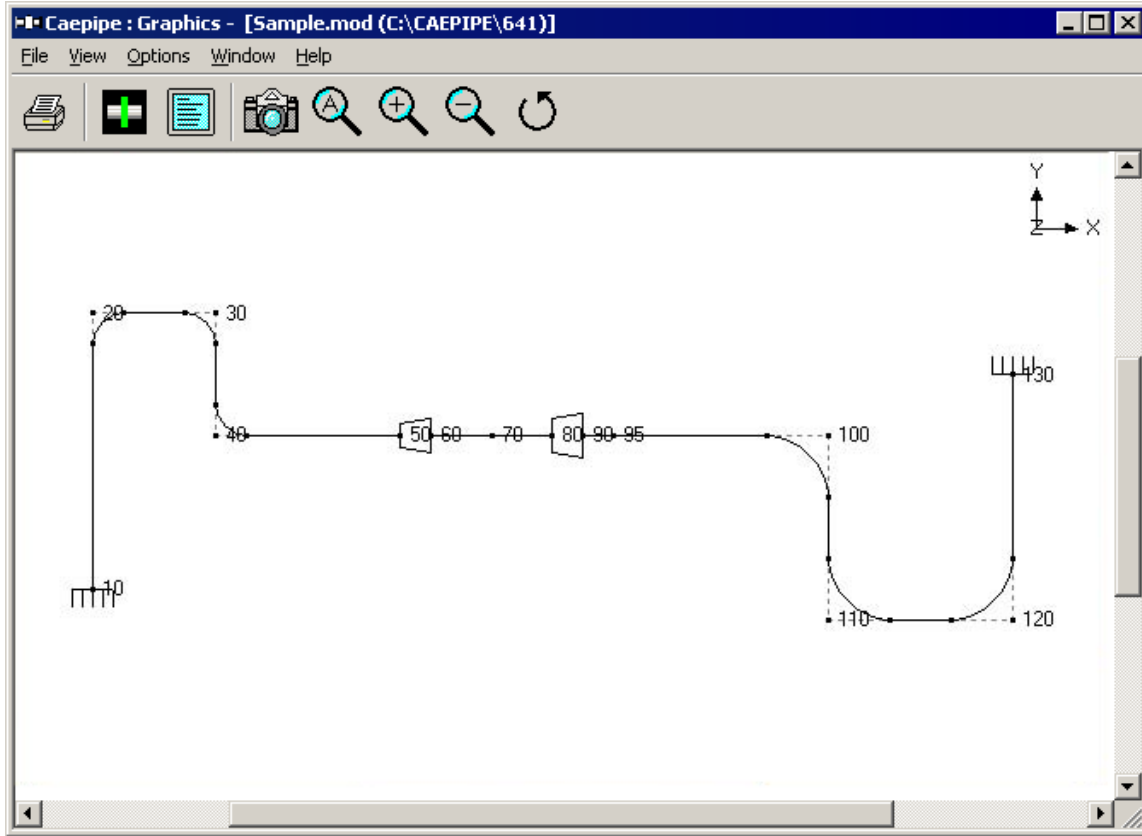 Caepipe : Graphics - [Sample.mod (C:\CAEPIPE\641)]
File View Options Window Help
A
Y
Z X
20 30
130
40 50 60 70 80 90 95 100
10
110 120